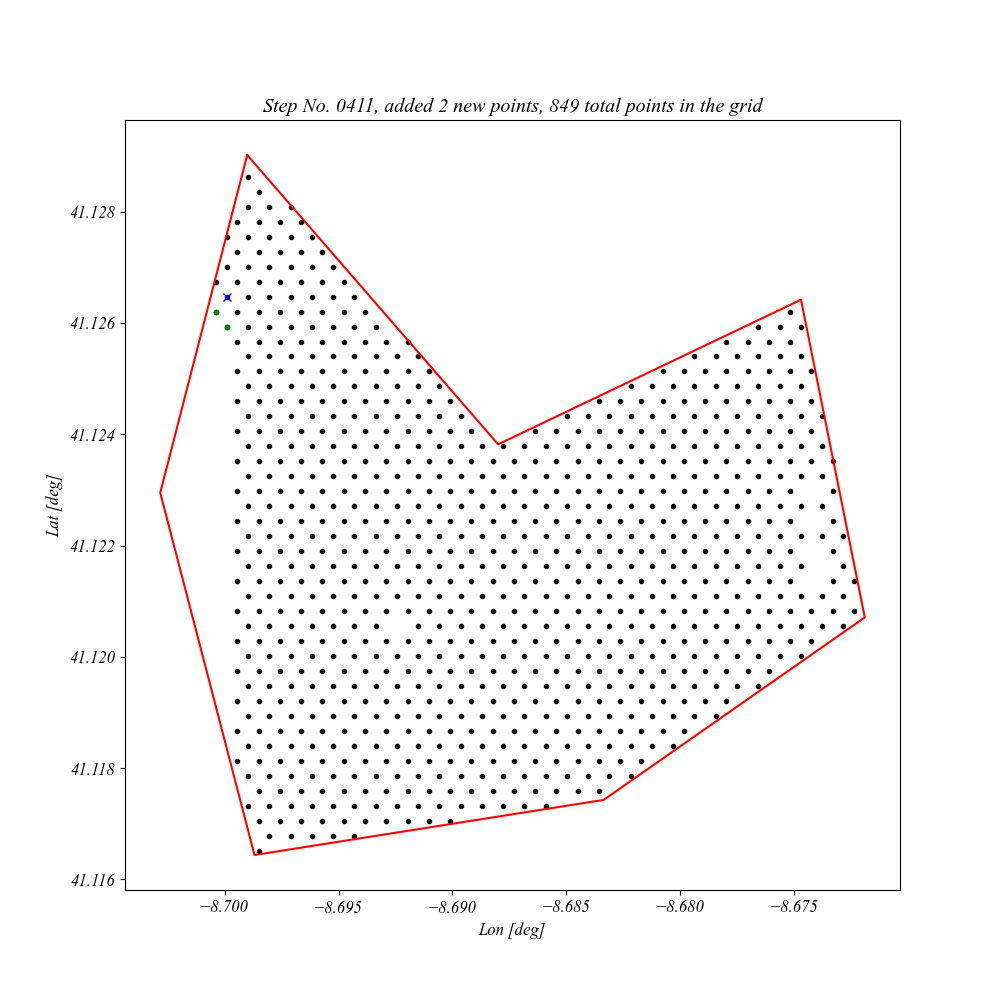 Step No. 0411, added 2 new points, 849 total points in the grid
41.128
41.126
41.124
41.122
41.120
41.118
41.116
Lat [deg]
−8.700 −8.695 −8.690 −8.685 −8.680 −8.675
Lon [deg]